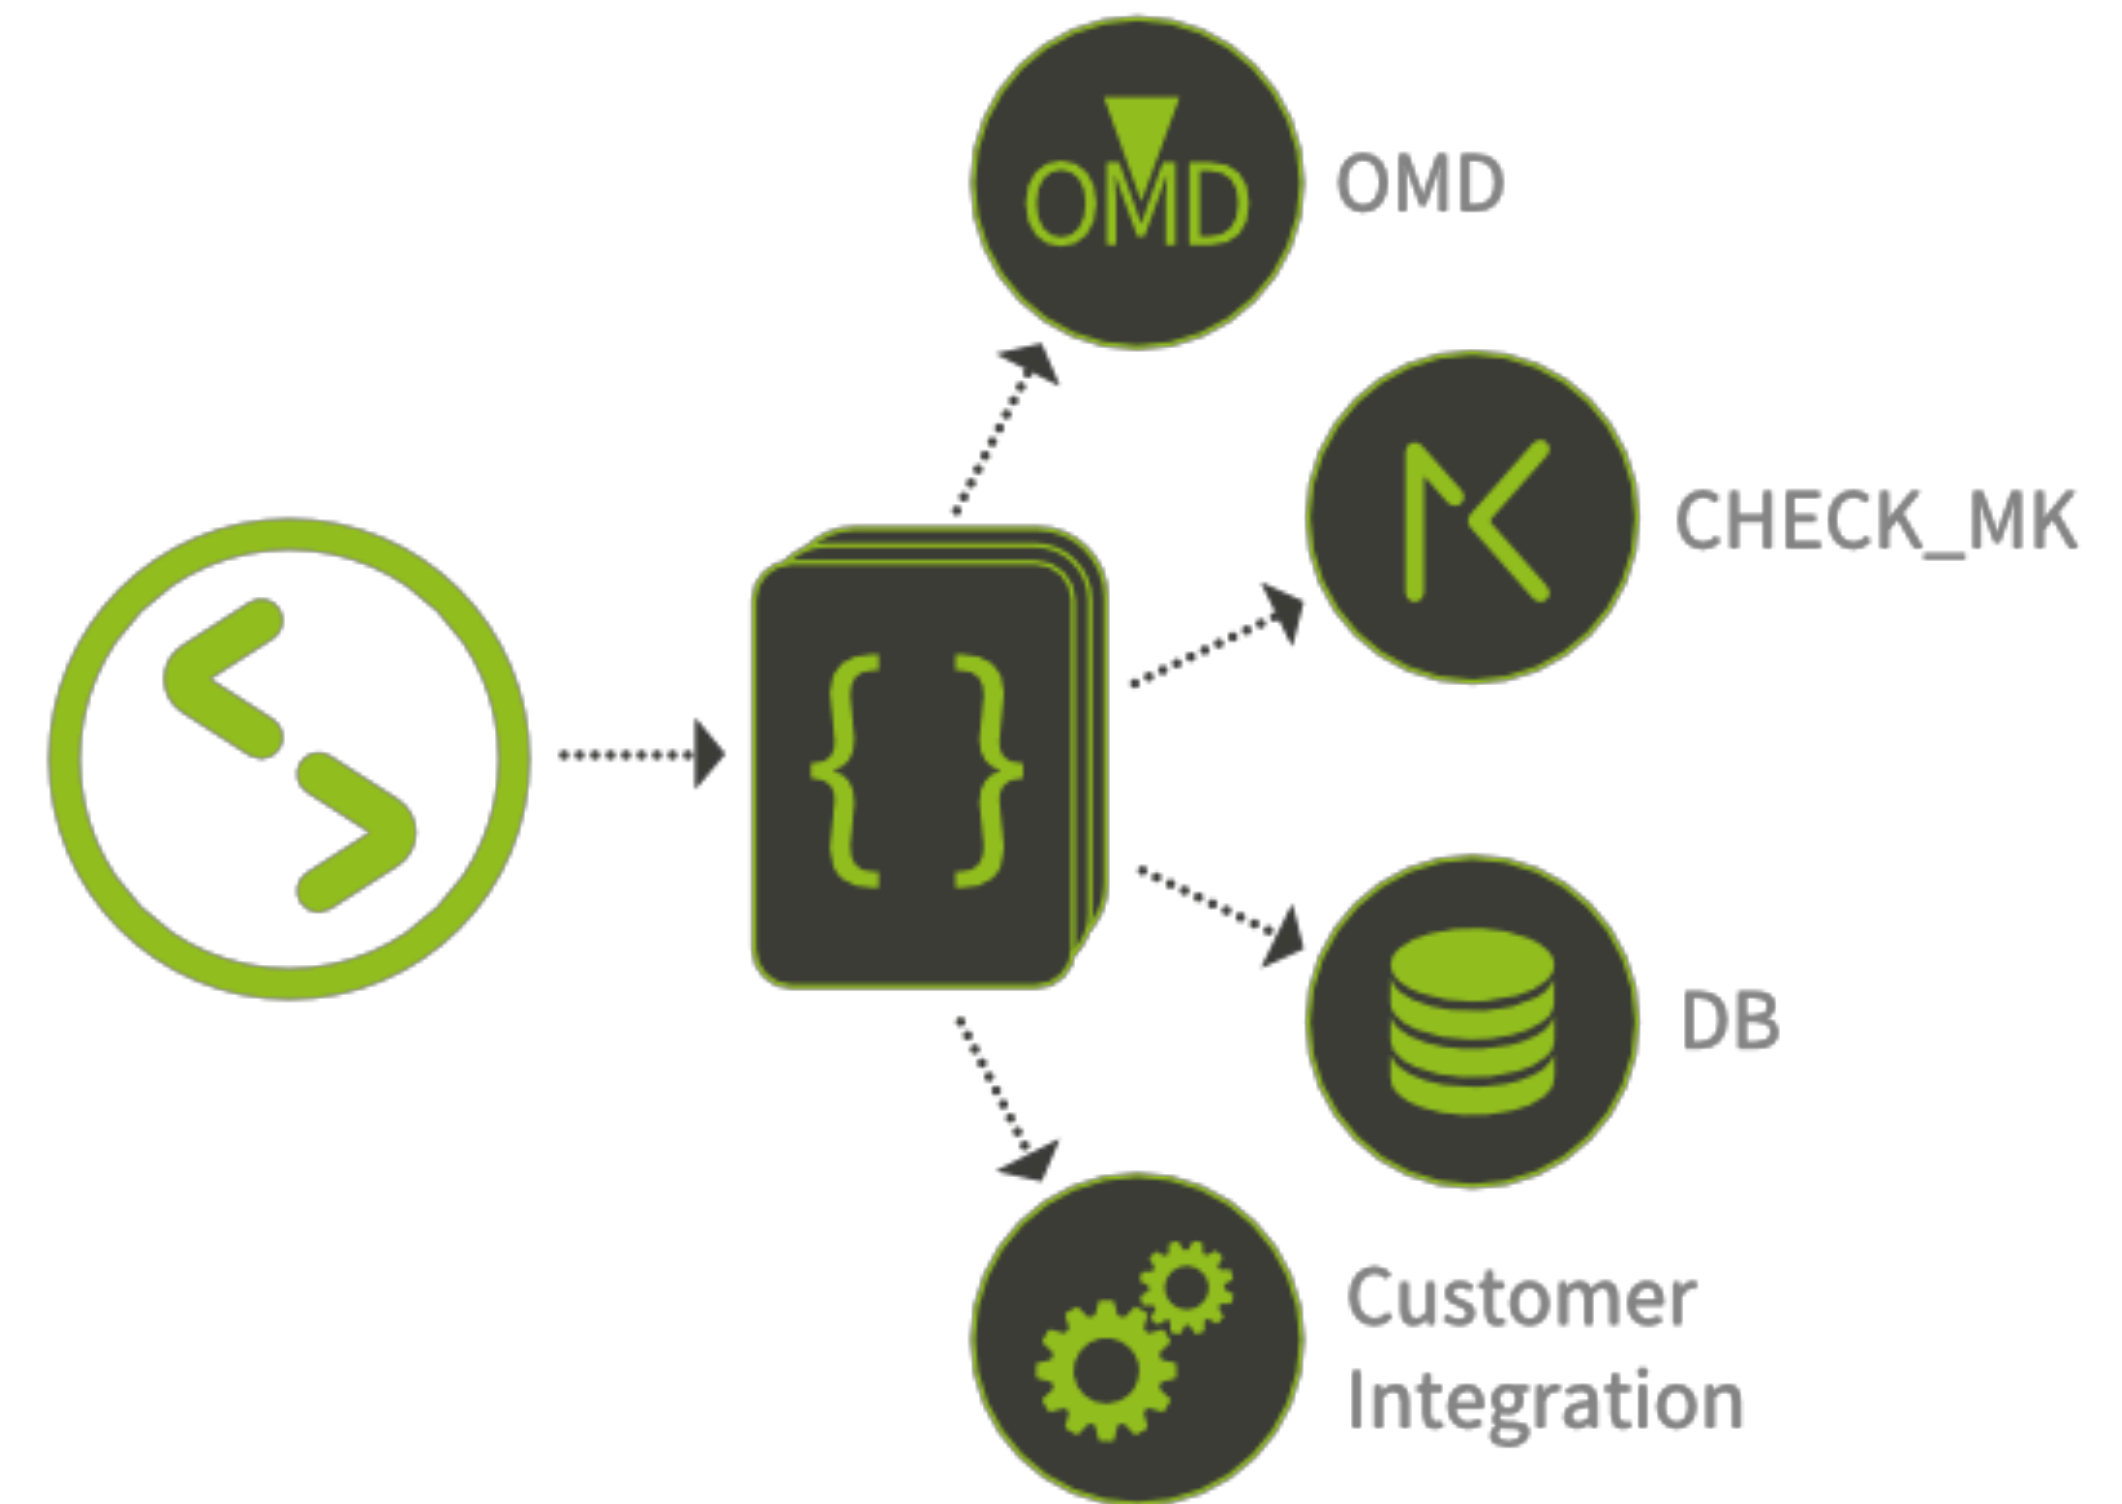 OMD
OMD
CHECK_MK
{ }
DB
Customer
Integration